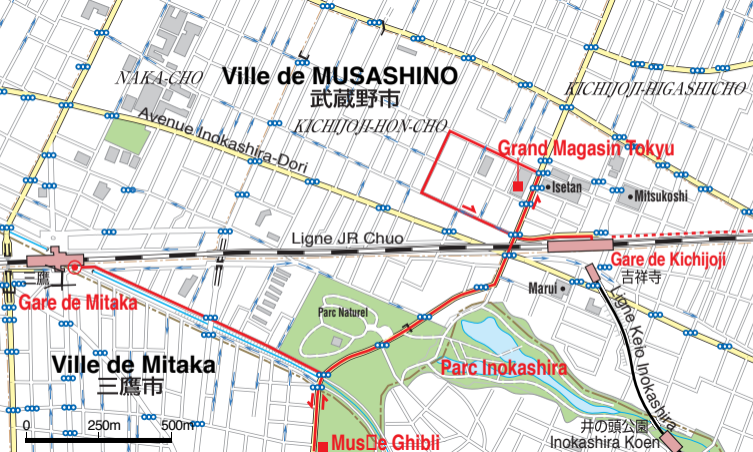 Ville de MUSASHINO
武蔵野市
NAKA-CHO
KICHIJOJI-HIGASHICHO
Avenue Inokashira-Dori
KICHIJOJI-HON-CHO
Grand Magasin Tokyu
Isetan
Mitsukoshi
Ligne JR Chuo
Gare de Kichijoji
吉祥寺
三鷹
Gare de Mitaka
Marui
Parc Naturel
Ligne Keio Inokashira
Ville de Mitaka
三鷹市
Parc Inokashira
0 250m 500m
井の頭公園
Inokashira Koen
Mus□e Ghibli